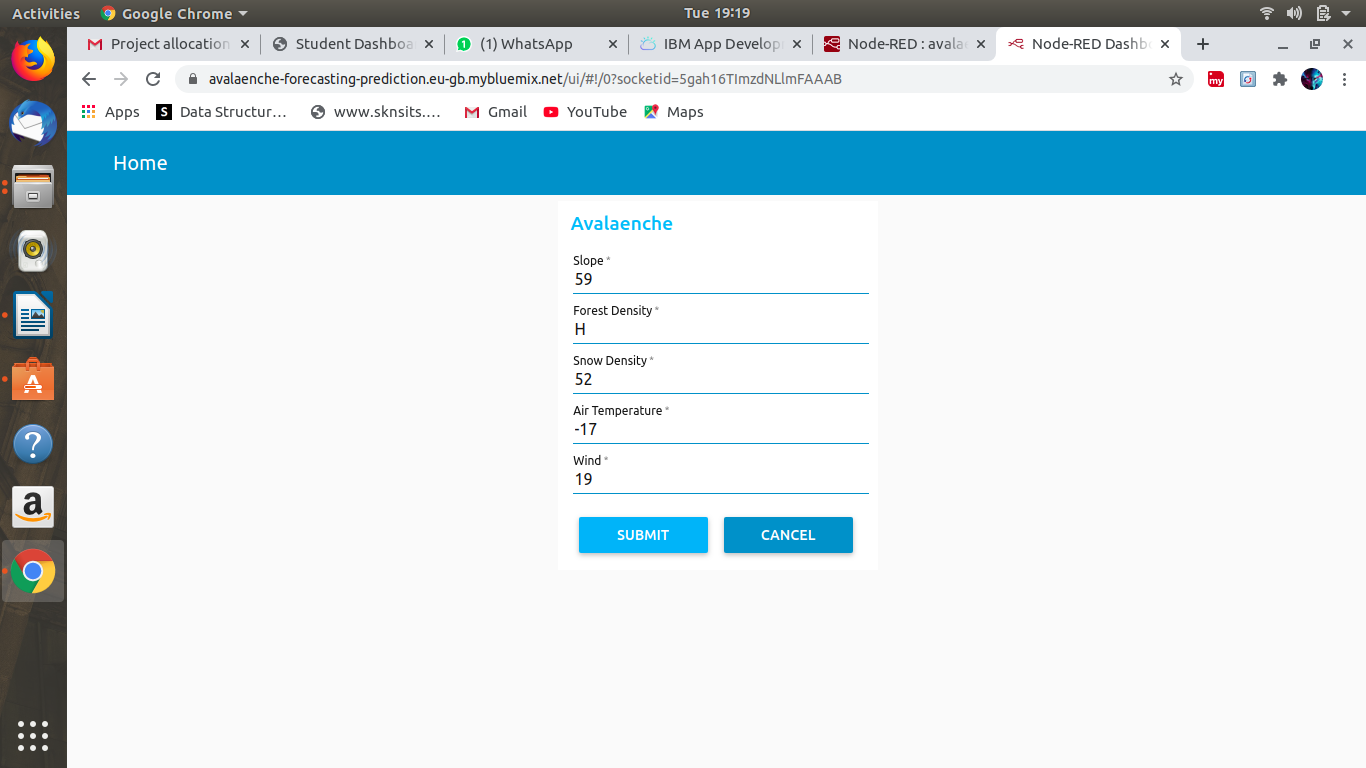 Activities Google Chrome Tue 19:19
Project allocation Student Dashboa (1) WhatsApp IBM App Develop Node-RED : avala Node-RED Dashb
avalaenche-forecasting-prediction.eu-gb.mybluemix.net/ui/#!/0?socketid=5gah16TImzdNLlmFAAAB my
Apps S Data Structur... www.sknsits.... Gmail YouTube Maps
Home
Avalaenche
Slope *
59
Forest Density *
H
Snow Density *
52
Air Temperature *
-17
Wind *
19
SUBMIT CANCEL